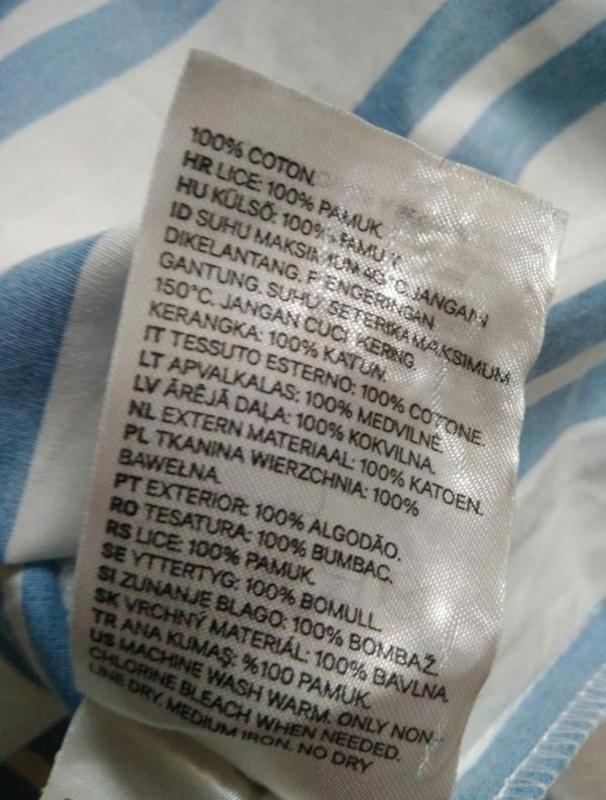 100% COTON.
HR LICE: 100% PAMUK.
HU KÜLSŐ: 100% PAMUT.
ID SUHU MAKSIMUM 40°C. JANGAN
DIKELANTANG. PENGERINGAN
GANTUNG. SUHU SETERIKA MAKSIMUM
150°C. JANGAN CUCI KERING.
KERANGKA: 100% KATUN.
IT TESSUTO ESTERNO: 100% COTONE.
LT APVALKALAS: 100% MEDVILNĖ.
LV ĀRĒJĀ DAĻA: 100% KOKVILNA.
NL EXTERN MATERIAAL: 100% KATOEN.
PL TKANINA WIERZCHNIA: 100%
BAWEŁNA.
PT EXTERIOR: 100% ALGODÃO.
RO TESATURA: 100% BUMBAC.
RS LICE: 100% PAMUK.
SE YTTERTYG: 100% BOMULL.
SI ZUNANJE BLAGO: 100% BOMBAŽ.
SK VRCHNÝ MATERIÁL: 100% BAVLNA.
TR ANA KUMAŞ: %100 PAMUK.
US MACHINE WASH WARM. ONLY NON-
CHLORINE BLEACH WHEN NEEDED.
LINE DRY. MEDIUM IRON. NO DRY